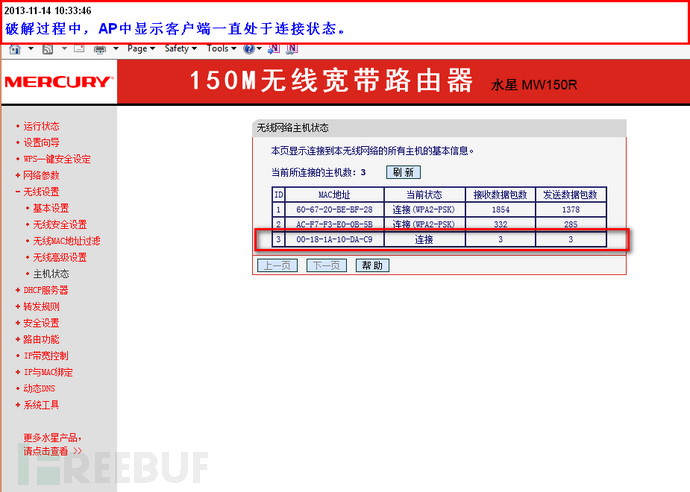 2013-11-14 10:33:46
破解过程中，AP中显示客户端一直处于连接状态。
Page Safety Tools
MERCURY 150M无线宽带路由器 水星 MW150R
运行状态
设置向导
WPS一键安全设定
+ 网络参数
- 无线设置
基本设置
无线安全设置
无线MAC地址过滤
无线高级设置
主机状态
+ DHCP服务器
+ 转发规则
+ 安全设置
+ 路由功能
IP带宽控制
+ IP与MAC绑定
动态DNS
+ 系统工具
更多水星产品，
请点击查看 >>
无线网络主机状态
本页显示连接到本无线网络的所有主机的基本信息。
当前所连接的主机数: 3 刷 新
ID MAC地址 当前状态 接收数据包数 发送数据包数
1 60-67-20-BE-BF-28 连接(WPA2-PSK) 1854 1378
2 AC-F7-F3-E0-0B-5B 连接(WPA2-PSK) 332 285
3 00-18-1A-10-DA-C9 连接 3 3
上一页 下一页 帮 助
FREEBUF